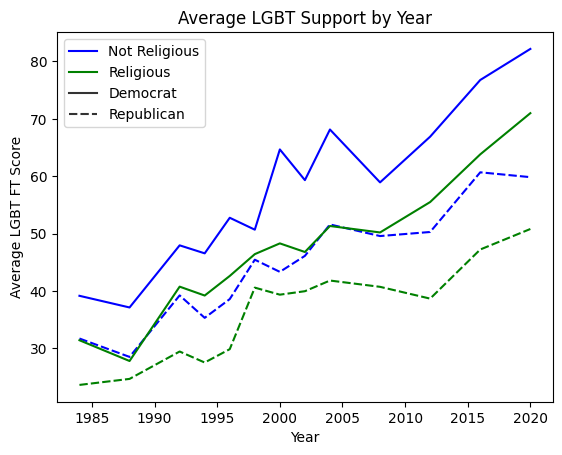 Average LGBT Support by Year
Not Religious
Religious
Democrat
Republican
80
70
60
50
40
30
Average LGBT FT Score
1985 1990 1995 2000 2005 2010 2015 2020
Year